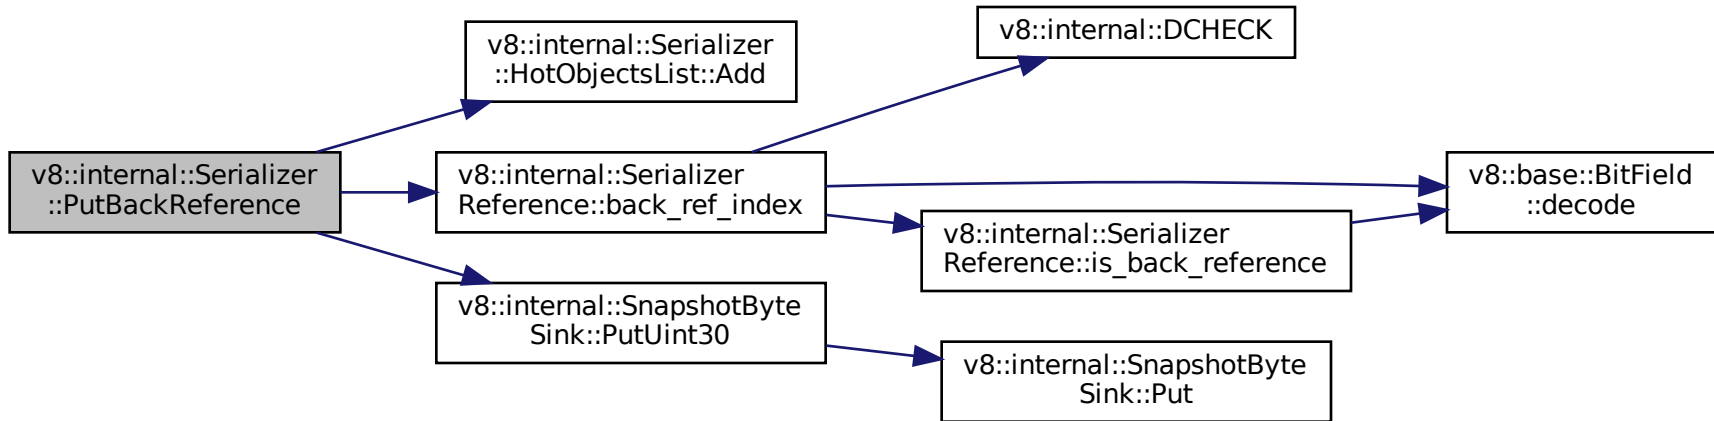 v8::internal::Serializer
::PutBackReference
v8::internal::Serializer
::HotObjectsList::Add
v8::internal::Serializer
Reference::back_ref_index
v8::internal::SnapshotByte
Sink::PutUint30
v8::internal::DCHECK
v8::internal::Serializer
Reference::is_back_reference
v8::internal::SnapshotByte
Sink::Put
v8::base::BitField
::decode